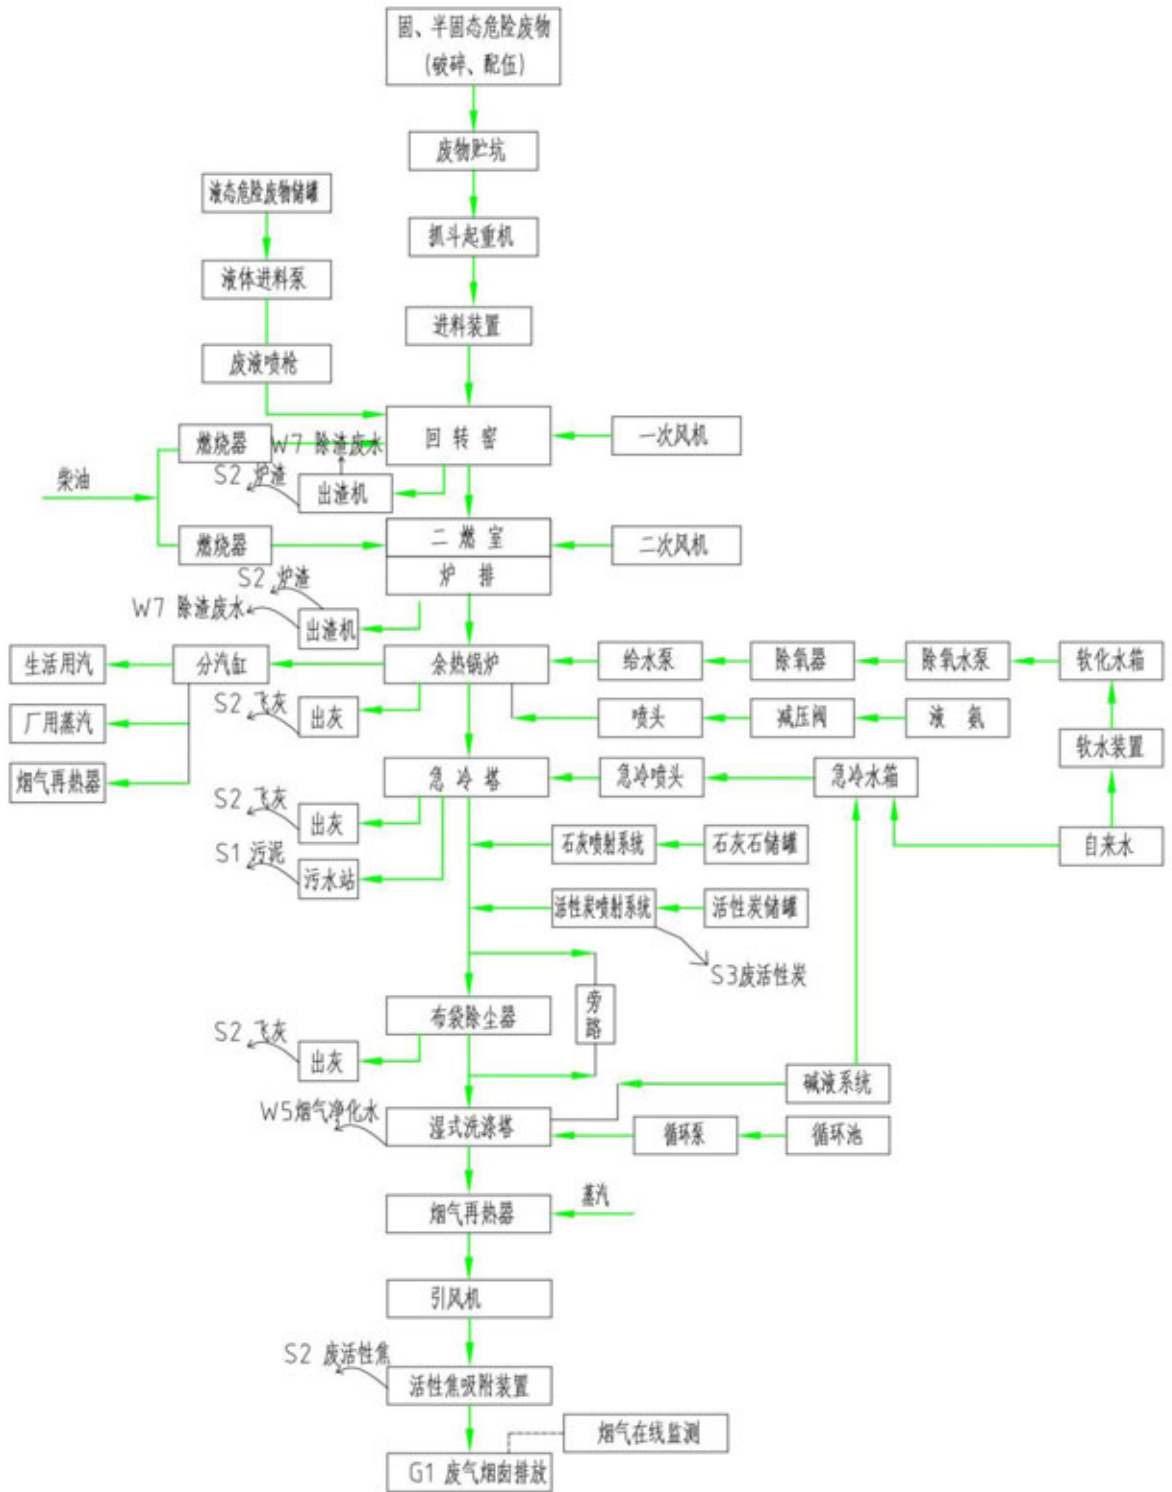 固、半固态危险废物
(破碎、配伍)
废物贮坑
液态危险废物储罐
抓斗起重机
液体进料泵
进料装置
废液喷枪
燃烧器
W7 除渣废水
回转窑
一次风机
柴油
S2 炉渣
出渣机
燃烧器
二燃室
二次风机
炉排
S2 炉渣
W7 除渣废水
出渣机
生活用汽
分汽缸
余热锅炉
给水泵
除氧器
除氧水泵
软化水箱
S2 飞灰
出灰
厂用蒸汽
喷头
减压阀
液 氨
软水装置
烟气再热器
急冷塔
急冷喷头
急冷水箱
S2 飞灰
出灰
石灰喷射系统
石灰石储罐
自来水
S1 污泥
污水站
活性炭喷射系统
活性炭储罐
S3废活性炭
布袋除尘器
旁路
S2 飞灰
出灰
碱液系统
W5烟气净化水
湿式洗涤塔
循环泵
循环池
烟气再热器
蒸汽
引风机
S2 废活性焦
活性焦吸附装置
烟气在线监测
G1 废气烟囱排放